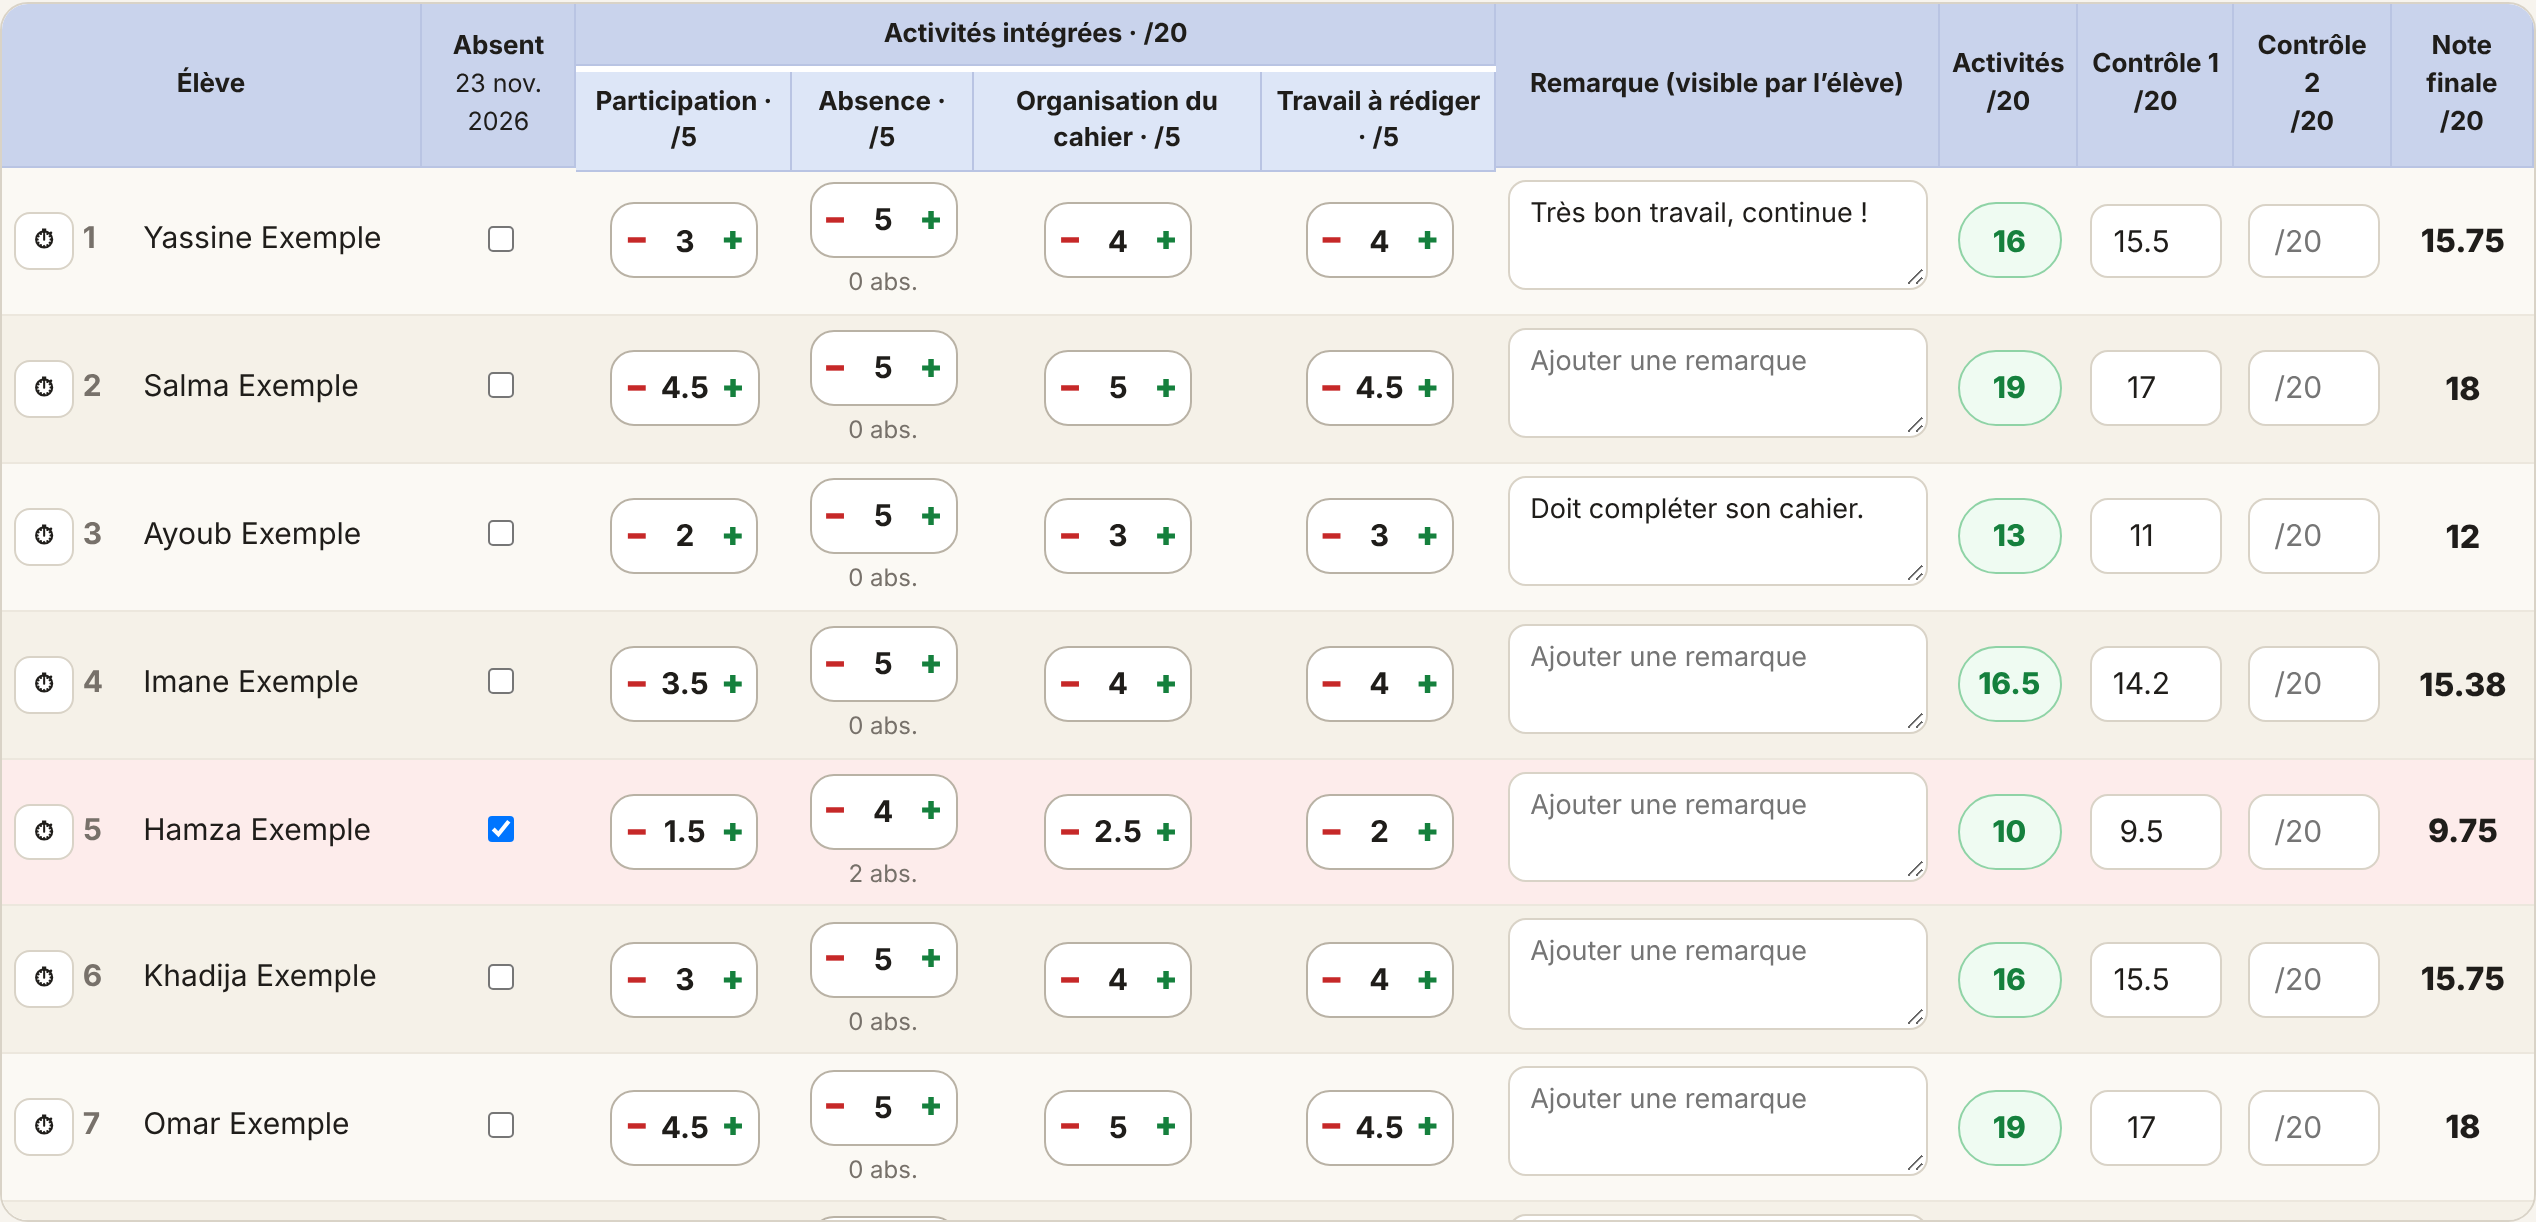 Élève
Absent
23 nov.
2026
Activités intégrées · /20
Participation ·
/5
Absence ·
/5
Organisation du
cahier · /5
Travail à rédiger
· /5
Remarque (visible par l’élève)
Activités
/20
Contrôle 1
/20
Contrôle
2
/20
Note
finale
/20
1 Yassine Exemple − 3 + − 5 + − 4 + − 4 + Très bon travail, continue ! 16 15.5 /20 15.75
0 abs.
2 Salma Exemple − 4.5 + − 5 + − 5 + − 4.5 + Ajouter une remarque 19 17 /20 18
0 abs.
3 Ayoub Exemple − 2 + − 5 + − 3 + − 3 + Doit compléter son cahier. 13 11 /20 12
0 abs.
4 Imane Exemple − 3.5 + − 5 + − 4 + − 4 + Ajouter une remarque 16.5 14.2 /20 15.38
0 abs.
5 Hamza Exemple − 1.5 + − 4 + − 2.5 + − 2 + Ajouter une remarque 10 9.5 /20 9.75
2 abs.
6 Khadija Exemple − 3 + − 5 + − 4 + − 4 + Ajouter une remarque 16 15.5 /20 15.75
0 abs.
7 Omar Exemple − 4.5 + − 5 + − 5 + − 4.5 + Ajouter une remarque 19 17 /20 18
0 abs.